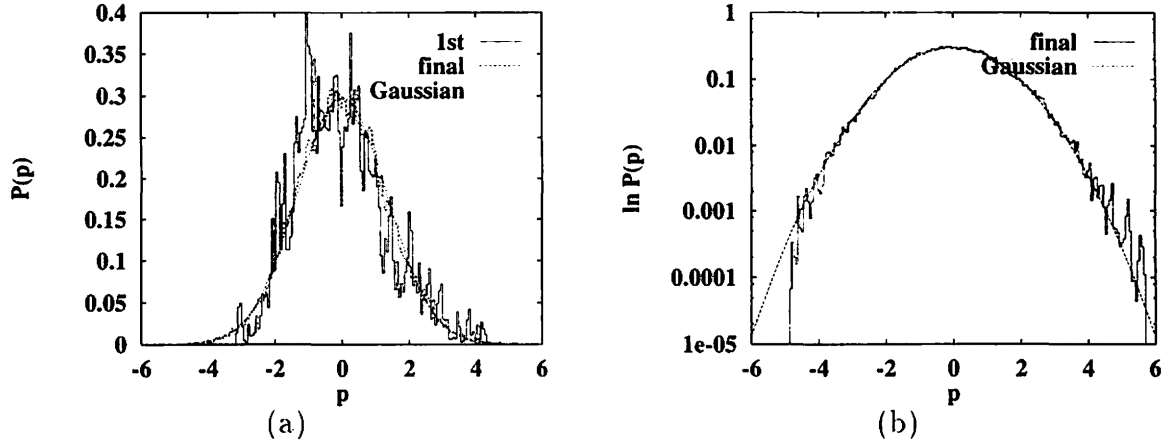 0.4
0.35
0.3
0.25
0.2
0.15
0.1
0.05
0
P(p)
1st
final
Gaussian
-6 -4 -2 0 2 4 6
p
(a)
1
0.1
0.01
0.001
0.0001
1e-05
ln P(p)
final
Gaussian
-6 -4 -2 0 2 4 6
p
(b)